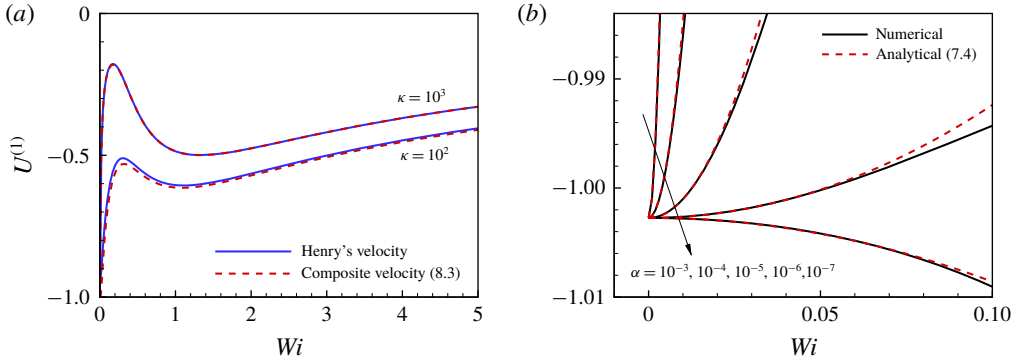 (a)
0
−0.5
−1.0
U(1)
κ = 10³
κ = 10²
Henry's velocity
Composite velocity (8.3)
0 1 2 3 4 5
Wi
(b)
−0.99
−1.00
−1.01
Numerical
Analytical (7.4)
α = 10⁻³, 10⁻⁴, 10⁻⁵, 10⁻⁶,10⁻⁷
0 0.05 0.10
Wi